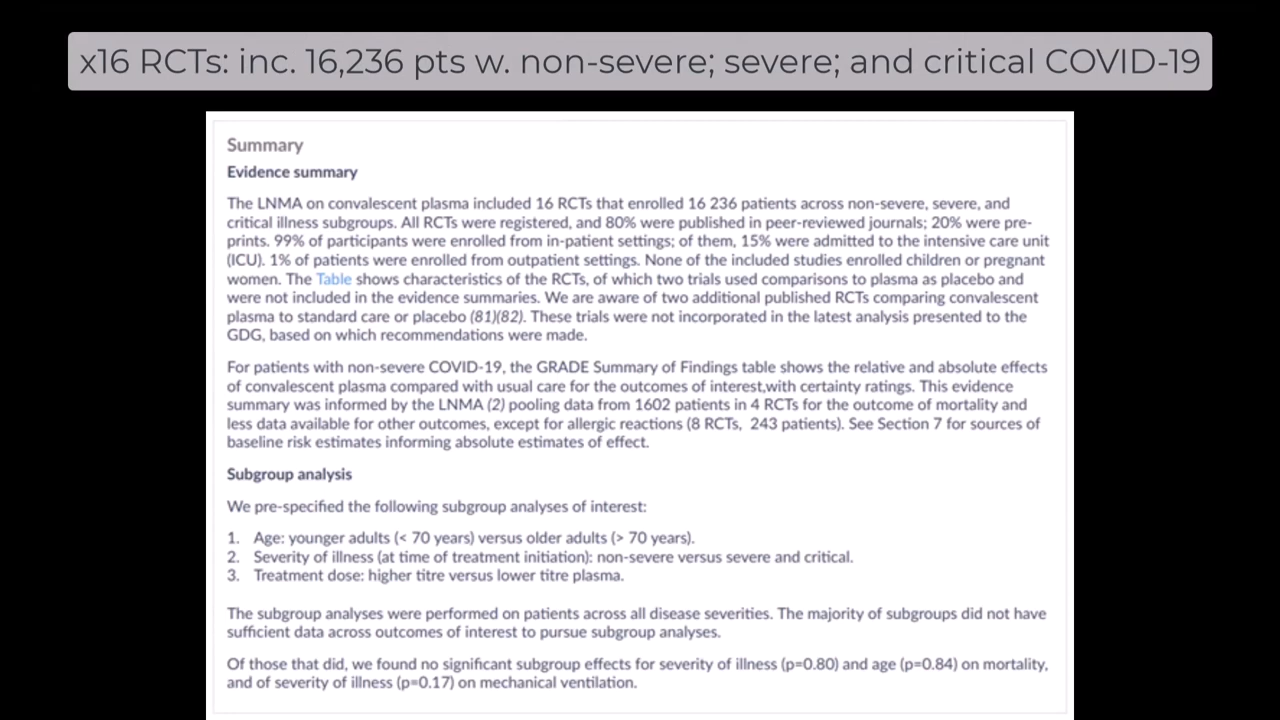 x16 RCTs: inc. 16,236 pts w. non-severe; severe; and critical COVID-19
Summary
Evidence summary
The LNMA on convalescent plasma included 16 RCTs that enrolled 16 236 patients across non-severe, severe, and
critical illness subgroups. All RCTs were registered, and 80% were published in peer-reviewed journals; 20% were pre-
prints. 99% of participants were enrolled from in-patient settings; of them, 15% were admitted to the intensive care unit
(ICU). 1% of patients were enrolled from outpatient settings. None of the included studies enrolled children or pregnant
women. The Table shows characteristics of the RCTs, of which two trials used comparisons to plasma as placebo and
were not included in the evidence summaries. We are aware of two additional published RCTs comparing convalescent
plasma to standard care or placebo (81)(82). These trials were not incorporated in the latest analysis presented to the
GDG, based on which recommendations were made.
For patients with non-severe COVID-19, the GRADE Summary of Findings table shows the relative and absolute effects
of convalescent plasma compared with usual care for the outcomes of interest,with certainty ratings. This evidence
summary was informed by the LNMA (2) pooling data from 1602 patients in 4 RCTs for the outcome of mortality and
less data available for other outcomes, except for allergic reactions (8 RCTs, 243 patients). See Section 7 for sources of
baseline risk estimates informing absolute estimates of effect.
Subgroup analysis
We pre-specified the following subgroup analyses of interest:
1. Age: younger adults (< 70 years) versus older adults (> 70 years).
2. Severity of illness (at time of treatment initiation): non-severe versus severe and critical.
3. Treatment dose: higher titre versus lower titre plasma.
The subgroup analyses were performed on patients across all disease severities. The majority of subgroups did not have
sufficient data across outcomes of interest to pursue subgroup analyses.
Of those that did, we found no significant subgroup effects for severity of illness (p=0.80) and age (p=0.84) on mortality,
and of severity of illness (p=0.17) on mechanical ventilation.